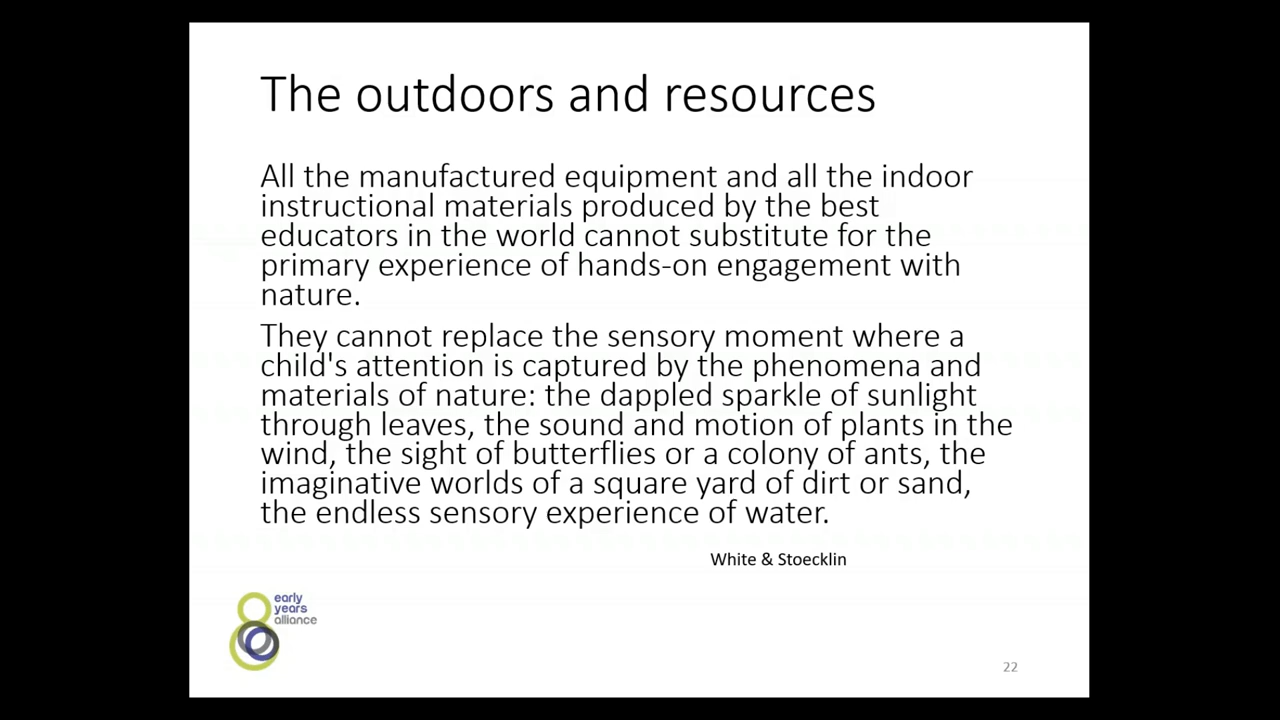 The outdoors and resources
All the manufactured equipment and all the indoor
instructional materials produced by the best
educators in the world cannot substitute for the
primary experience of hands-on engagement with
nature.
They cannot replace the sensory moment where a
child's attention is captured by the phenomena and
materials of nature: the dappled sparkle of sunlight
through leaves, the sound and motion of plants in the
wind, the sight of butterflies or a colony of ants, the
imaginative worlds of a square yard of dirt or sand,
the endless sensory experience of water.
White & Stoecklin
early
years
alliance
22